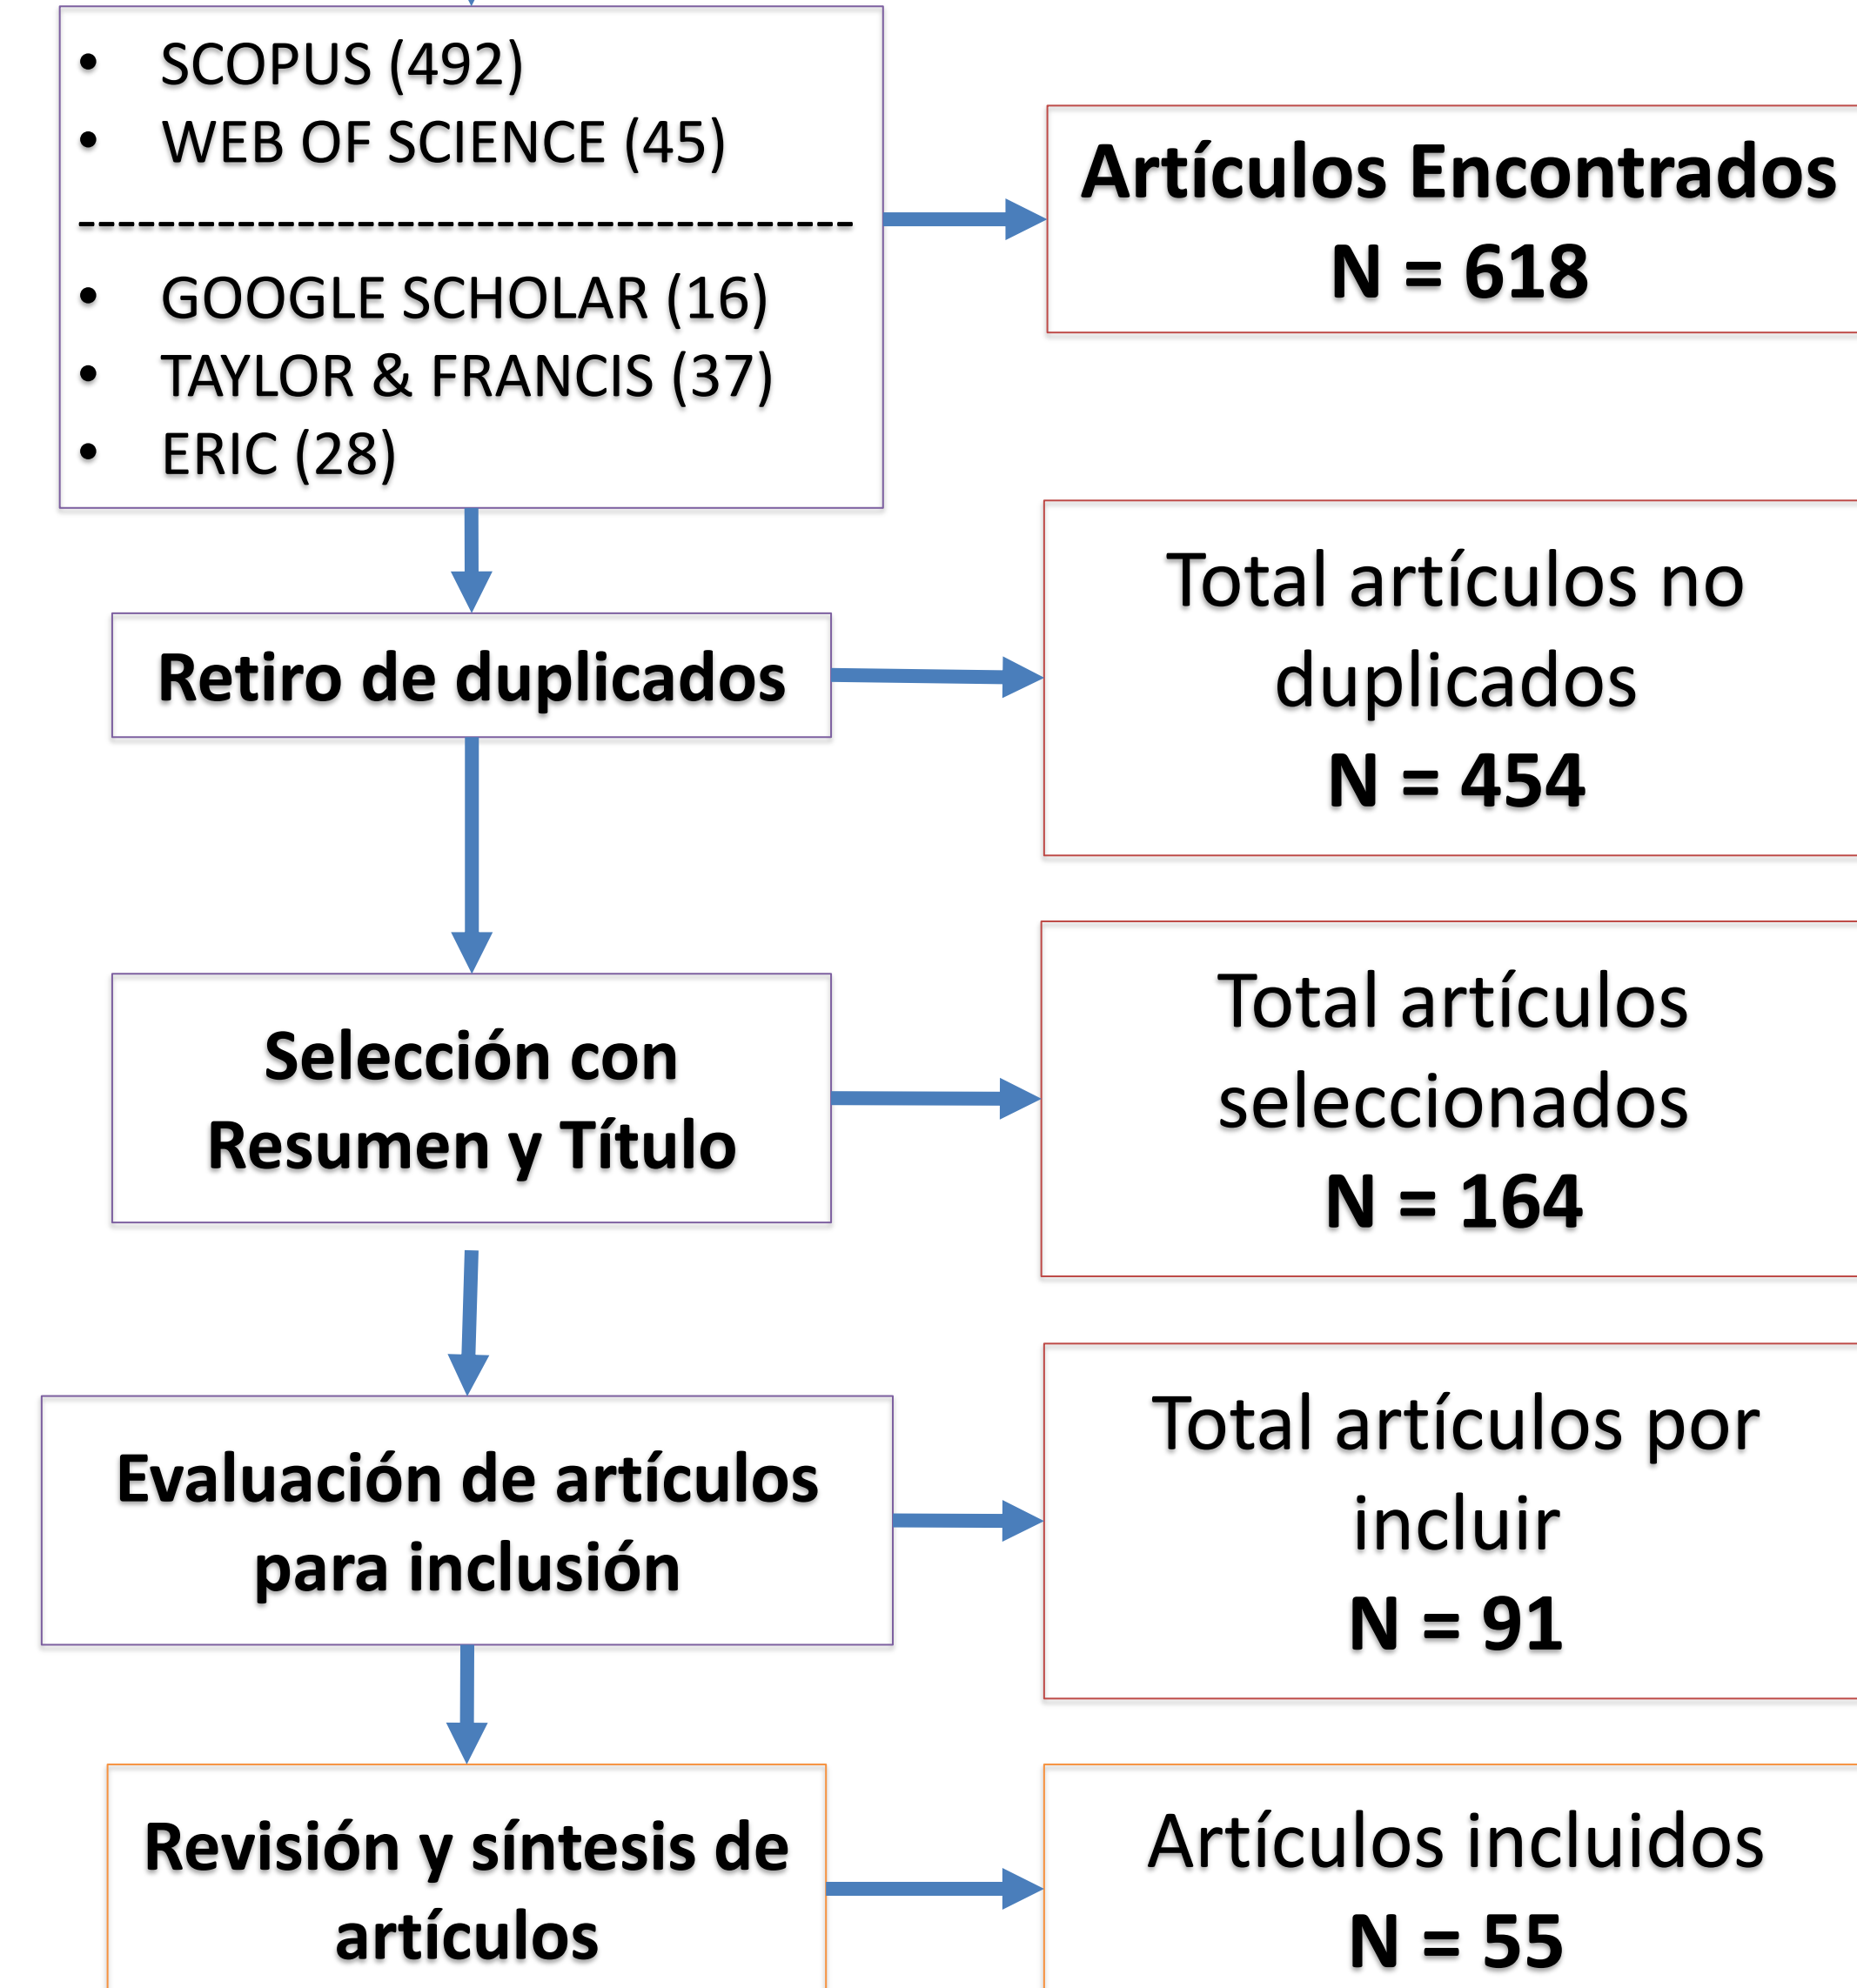 • SCOPUS (492)
• WEB OF SCIENCE (45)
---------------------------------------
• GOOGLE SCHOLAR (16)
• TAYLOR & FRANCIS (37)
• ERIC (28)
Artículos Encontrados
N = 618
Retiro de duplicados
Total artículos no
duplicados
N = 454
Selección con
Resumen y Título
Total artículos
seleccionados
N = 164
Evaluación de artículos
para inclusión
Total artículos por
incluir
N = 91
Revisión y síntesis de
artículos
Artículos incluidos
N = 55